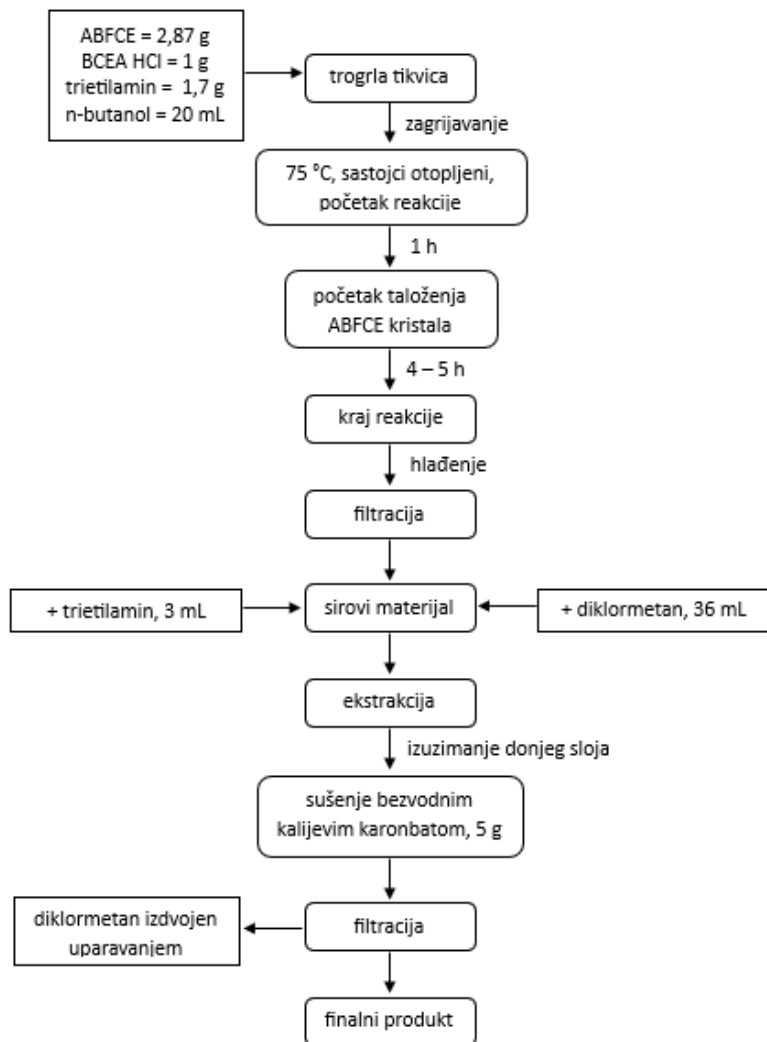 ABFCE = 2,87 g
BCEA HCl = 1 g
trietilamin = 1,7 g
n-butanol = 20 mL
trogrla tikvica
zagrijavanje
75 °C, sastojci otopljeni,
početak reakcije
1 h
početak taloženja
ABFCE kristala
4 – 5 h
kraj reakcije
hlađenje
filtracija
+ trietilamin, 3 mL
sirovi materijal
+ diklormetan, 36 mL
ekstrakcija
izuzimanje donjeg sloja
sušenje bezvodnim
kalijevim karonbatom, 5 g
diklormetan izdvojen
uparavanjem
filtracija
finalni produkt